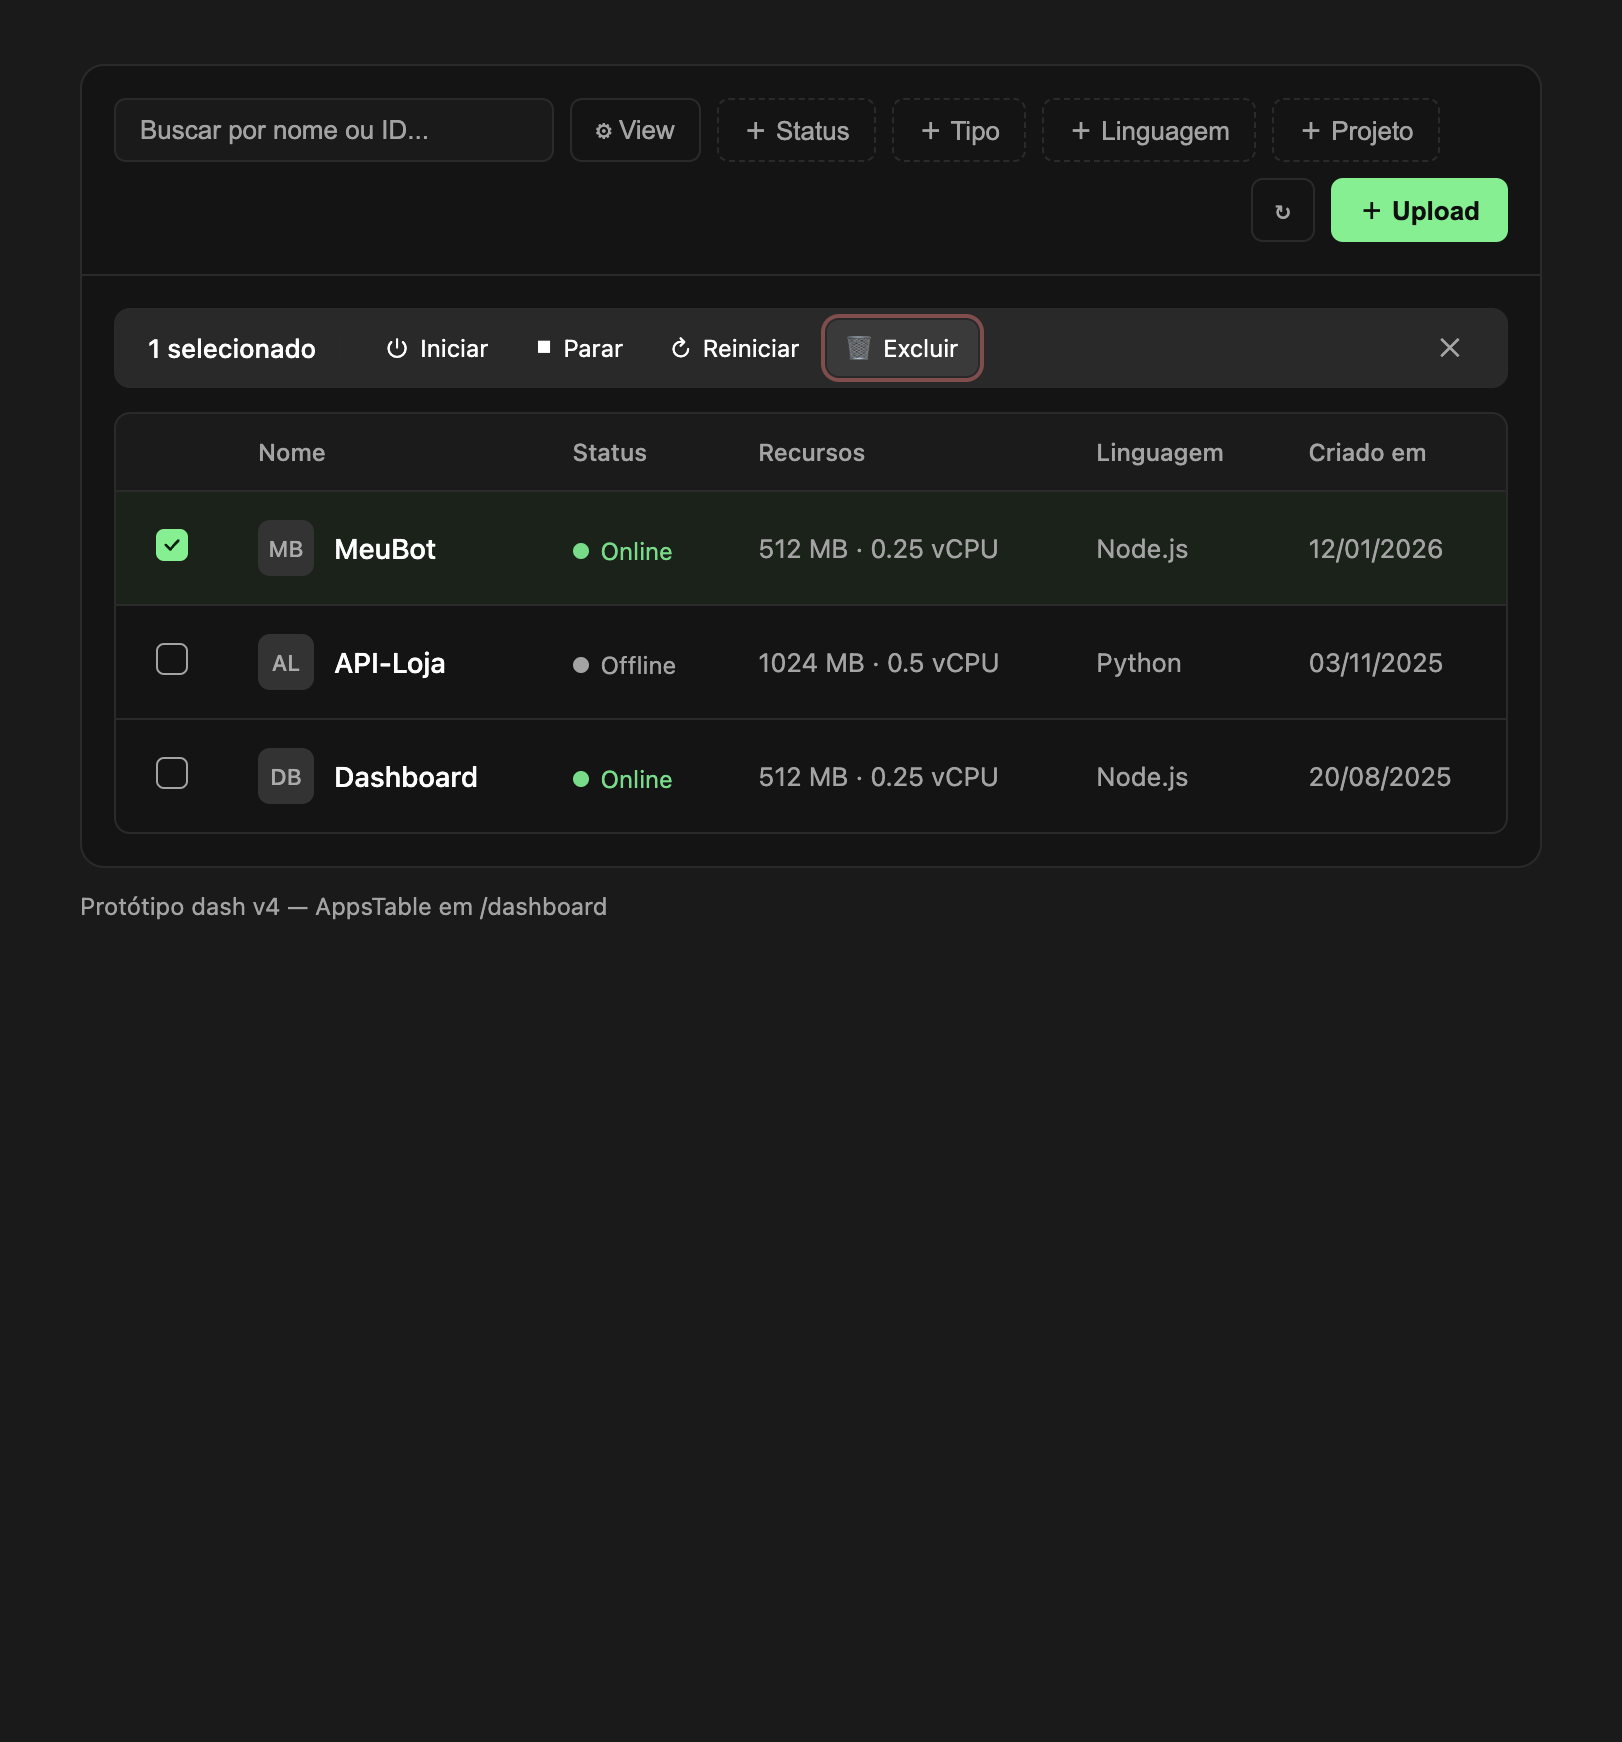 Buscar por nome ou ID...
⚙ View
+ Status
+ Tipo
+ Linguagem
+ Projeto
↻
+ Upload
1 selecionado
Iniciar
Parar
Reiniciar
Excluir
Nome Status Recursos Linguagem Criado em
MB MeuBot Online 512 MB · 0.25 vCPU Node.js 12/01/2026
AL API-Loja Offline 1024 MB · 0.5 vCPU Python 03/11/2025
DB Dashboard Online 512 MB · 0.25 vCPU Node.js 20/08/2025
Protótipo dash v4 — AppsTable em /dashboard